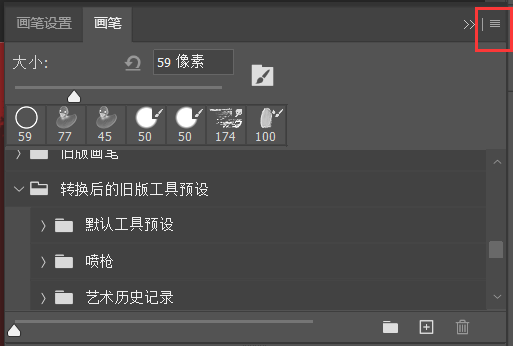 画笔设置 画笔
大小: 59 像素
59 77 45 50 50 174 100
旧版画笔
转换后的旧版工具预设
默认工具预设
喷枪
艺术历史记录